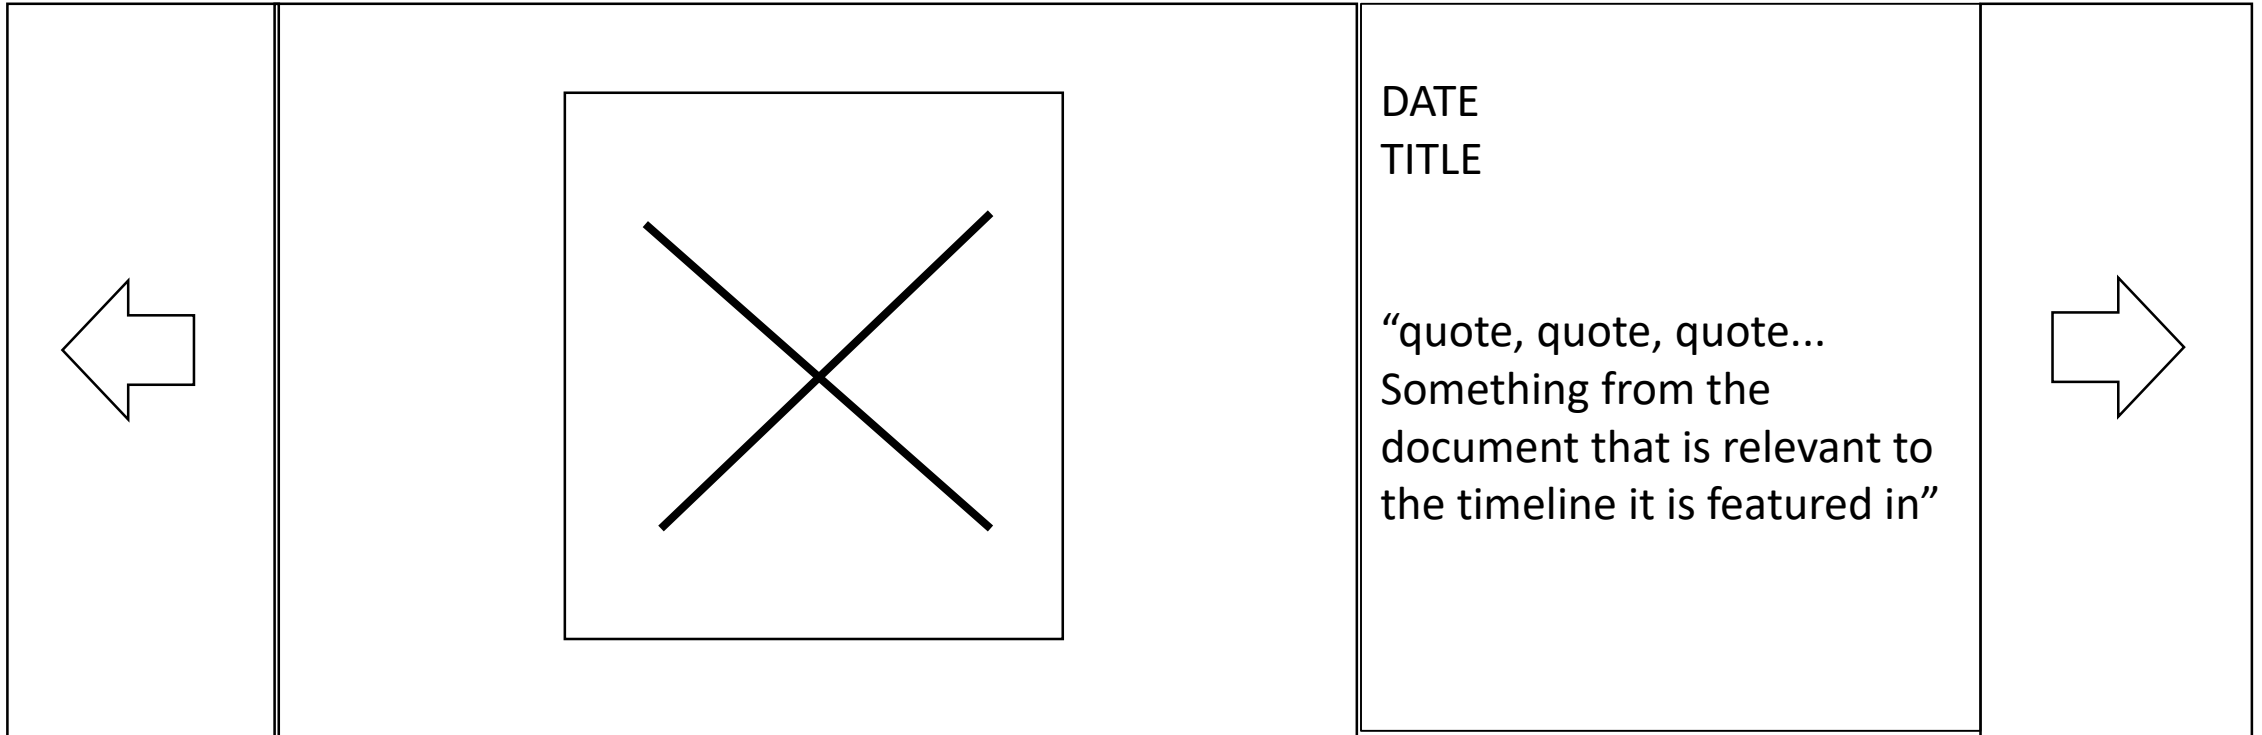 DATE
TITLE
“quote, quote, quote...
Something from the
document that is relevant to
the timeline it is featured in”